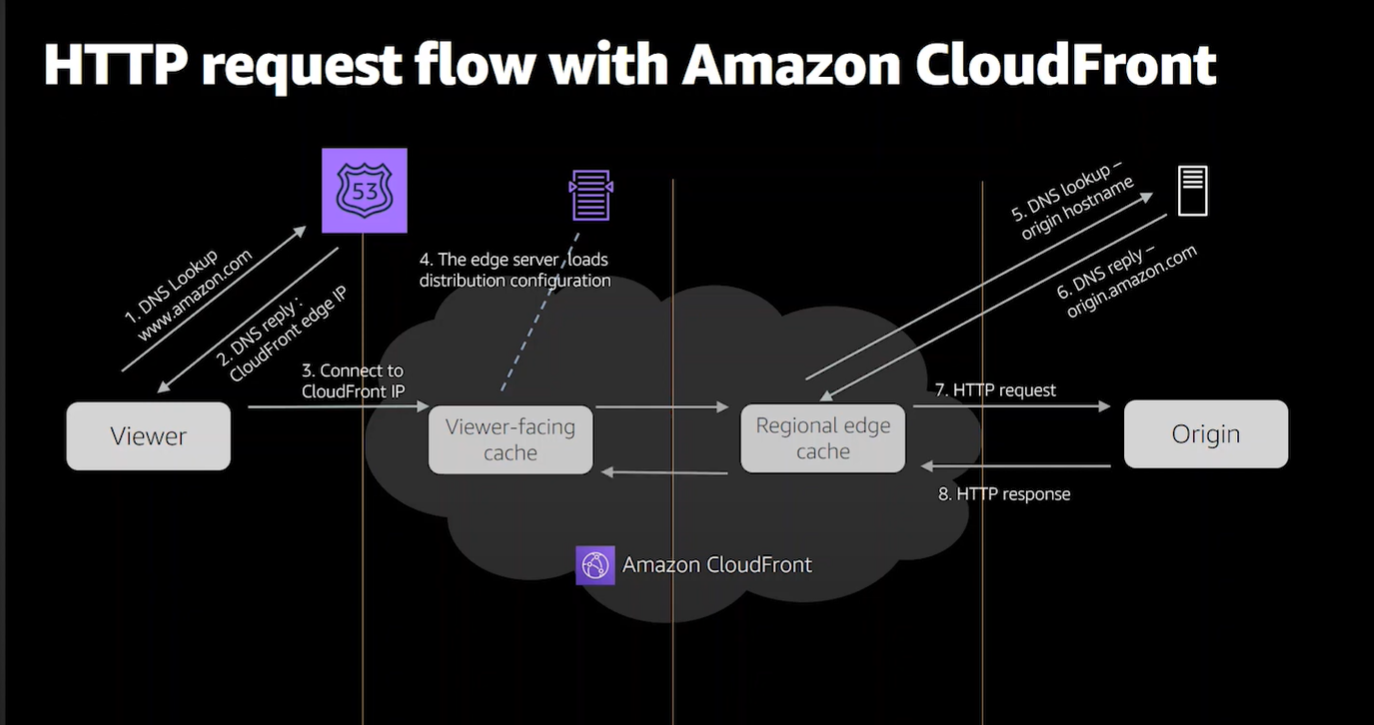 HTTP request flow with Amazon CloudFront
53
1. DNS Lookup
www.amazon.com
2. DNS reply :
CloudFront edge IP
3. Connect to
CloudFront IP
4. The edge server loads
distribution configuration
5. DNS lookup –
origin hostname
6. DNS reply –
origin.amazon.com
Viewer
Viewer-facing
cache
Regional edge
cache
7. HTTP request
Origin
8. HTTP response
Amazon CloudFront